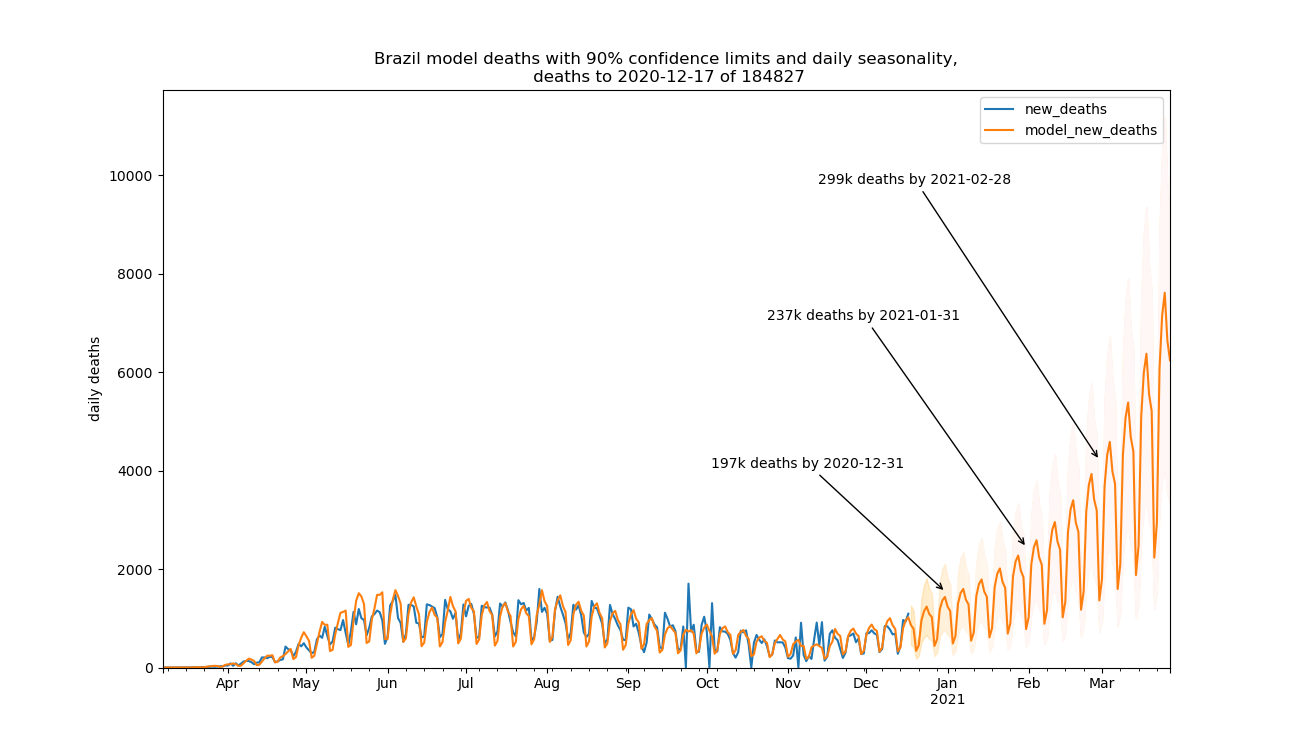 Brazil model deaths with 90% confidence limits and daily seasonality,
deaths to 2020-12-17 of 184827
new_deaths
model_new_deaths
10000
8000
6000
4000
2000
0
daily deaths
299k deaths by 2021-02-28
237k deaths by 2021-01-31
197k deaths by 2020-12-31
Apr May Jun Jul Aug Sep Oct Nov Dec Jan Feb Mar
2021